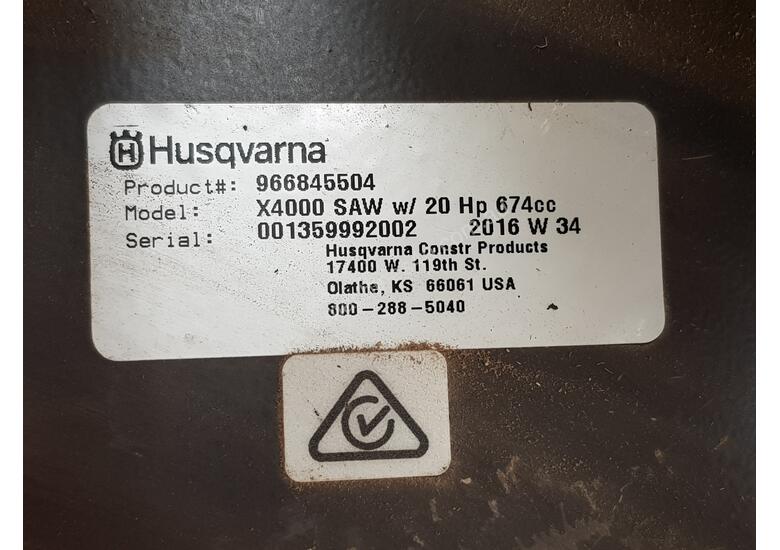 Husqvarna
Product#: 966845504
Model: X4000 SAW w/ 20 Hp 674cc
Serial: 001359992002 2016 W 34
Husqvarna Constr Products
17400 W. 119th St.
Olathe, KS 66061 USA
800-288-5040